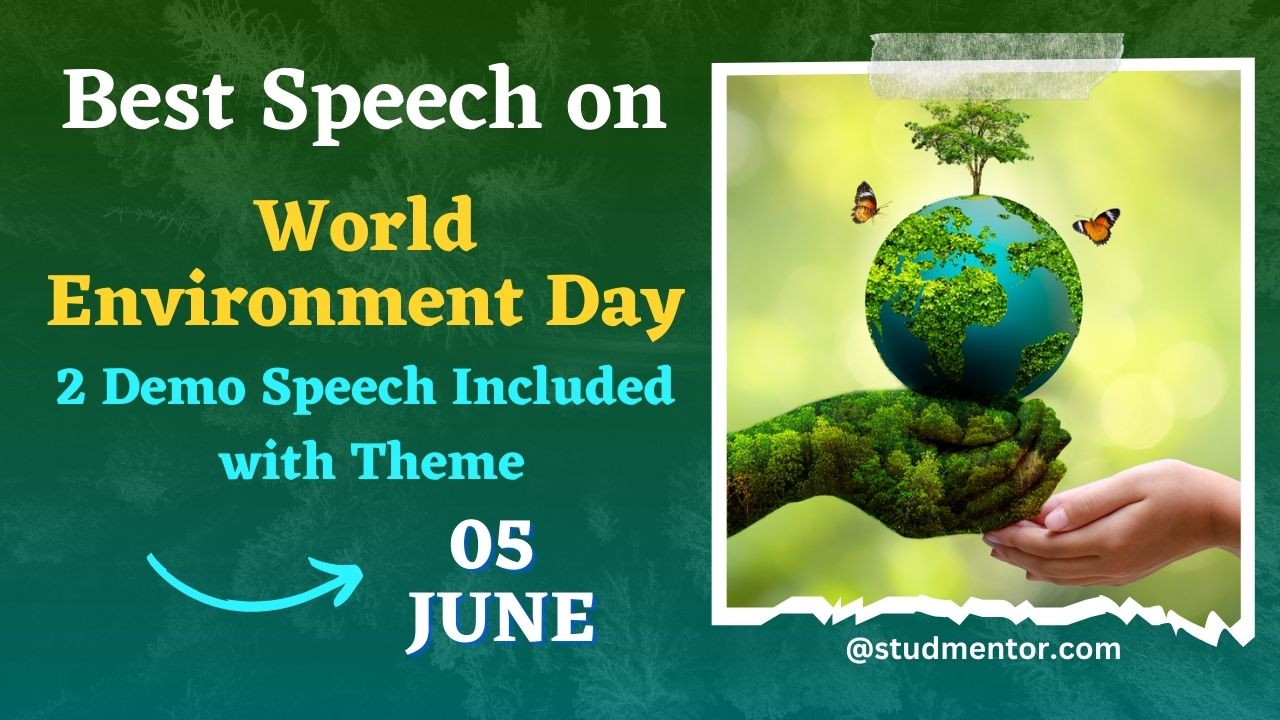 Best Speech on
World
Environment Day
2 Demo Speech Included
with Theme
05
JUNE
@studmentor.com